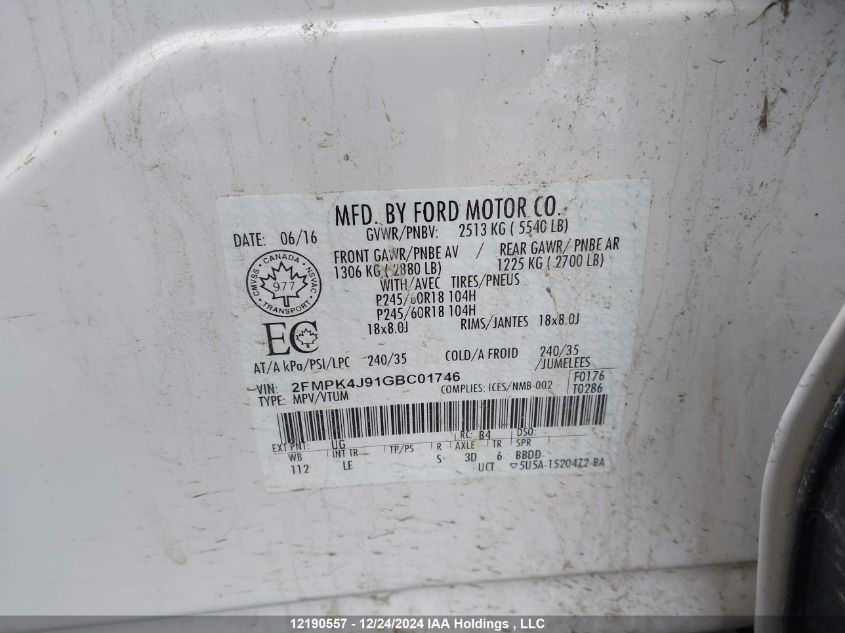 MFD. BY FORD MOTOR CO.
DATE: 06/16 GVWR/PNBV: 2513 KG ( 5540 LB)
FRONT GAWR/PNBE AV / REAR GAWR/ PNBE AR
1306 KG ( 2880 LB) 1225 KG ( 2700 LB)
WITH/AVEC TIRES/PNEUS
P245/60R18 104H
P245/60R18 104H
18x8.0J RIMS/JANTES 18x8.0J
CANADA
CMVSS NSVAC
977
TRANSPORT
EC
AT/A kPa/PSI/LPC 240/35 COLD/A FROID 240/35
/JUMELEES
VIN: 2FMPK4J91GBC01746 COMPLIES: ICES/NMB-002 F0176
TYPE: MPV/VTUM T0286
EXT PNT: UG RC: B4 DSO:
WB INT TR TP/PS R AXLE TR SPR
112 LE S 3D 6 BBDD
UCT ▽5U5A-15204Z2-BA
12190557 - 12/24/2024 IAA Holdings , LLC